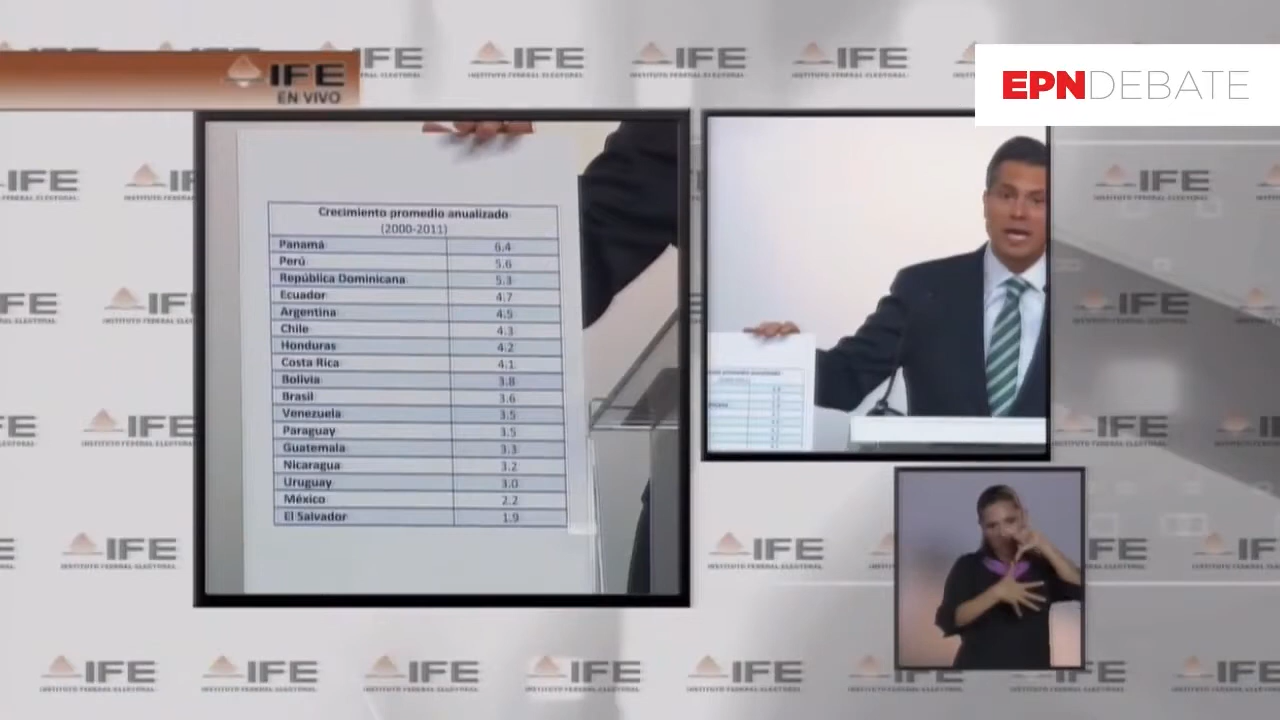 IFE
EN VIVO
EPNDEBATE
Crecimiento promedio anualizado
(2000-2011)
Panamá 6.4
Perú 5.6
República Dominicana 5.3
Ecuador 4.7
Argentina 4.5
Chile 4.3
Honduras 4.2
Costa Rica 4.1
Bolivia 3.8
Brasil 3.6
Venezuela 3.5
Paraguay 3.5
Guatemala 3.3
Nicaragua 3.2
Uruguay 3.0
México 2.2
El Salvador 1.9
IFE
INSTITUTO FEDERAL ELECTORAL